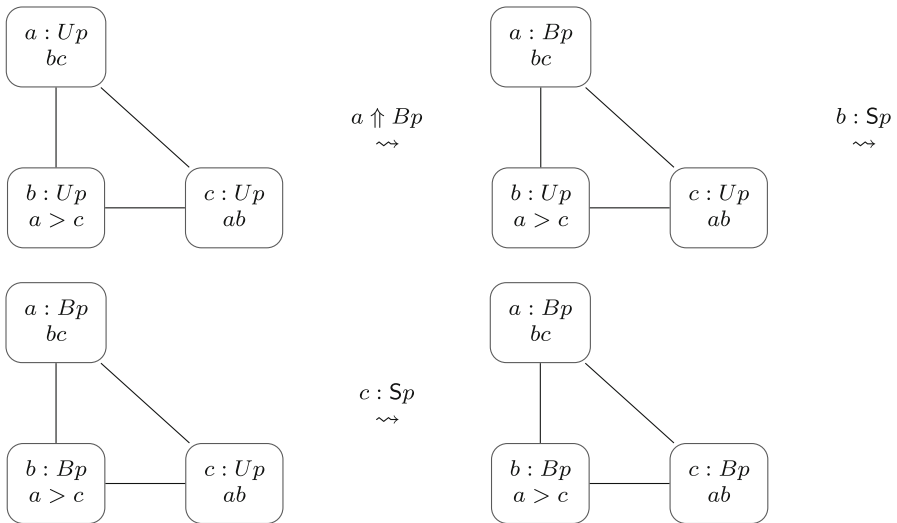 a : Up
bc
b : Up
a > c
c : Up
ab
a ⇑ Bp
⇝
a : Bp
bc
b : Up
a > c
c : Up
ab
b : Sp
⇝
a : Bp
bc
b : Bp
a > c
c : Up
ab
c : Sp
⇝
a : Bp
bc
b : Bp
a > c
c : Bp
ab